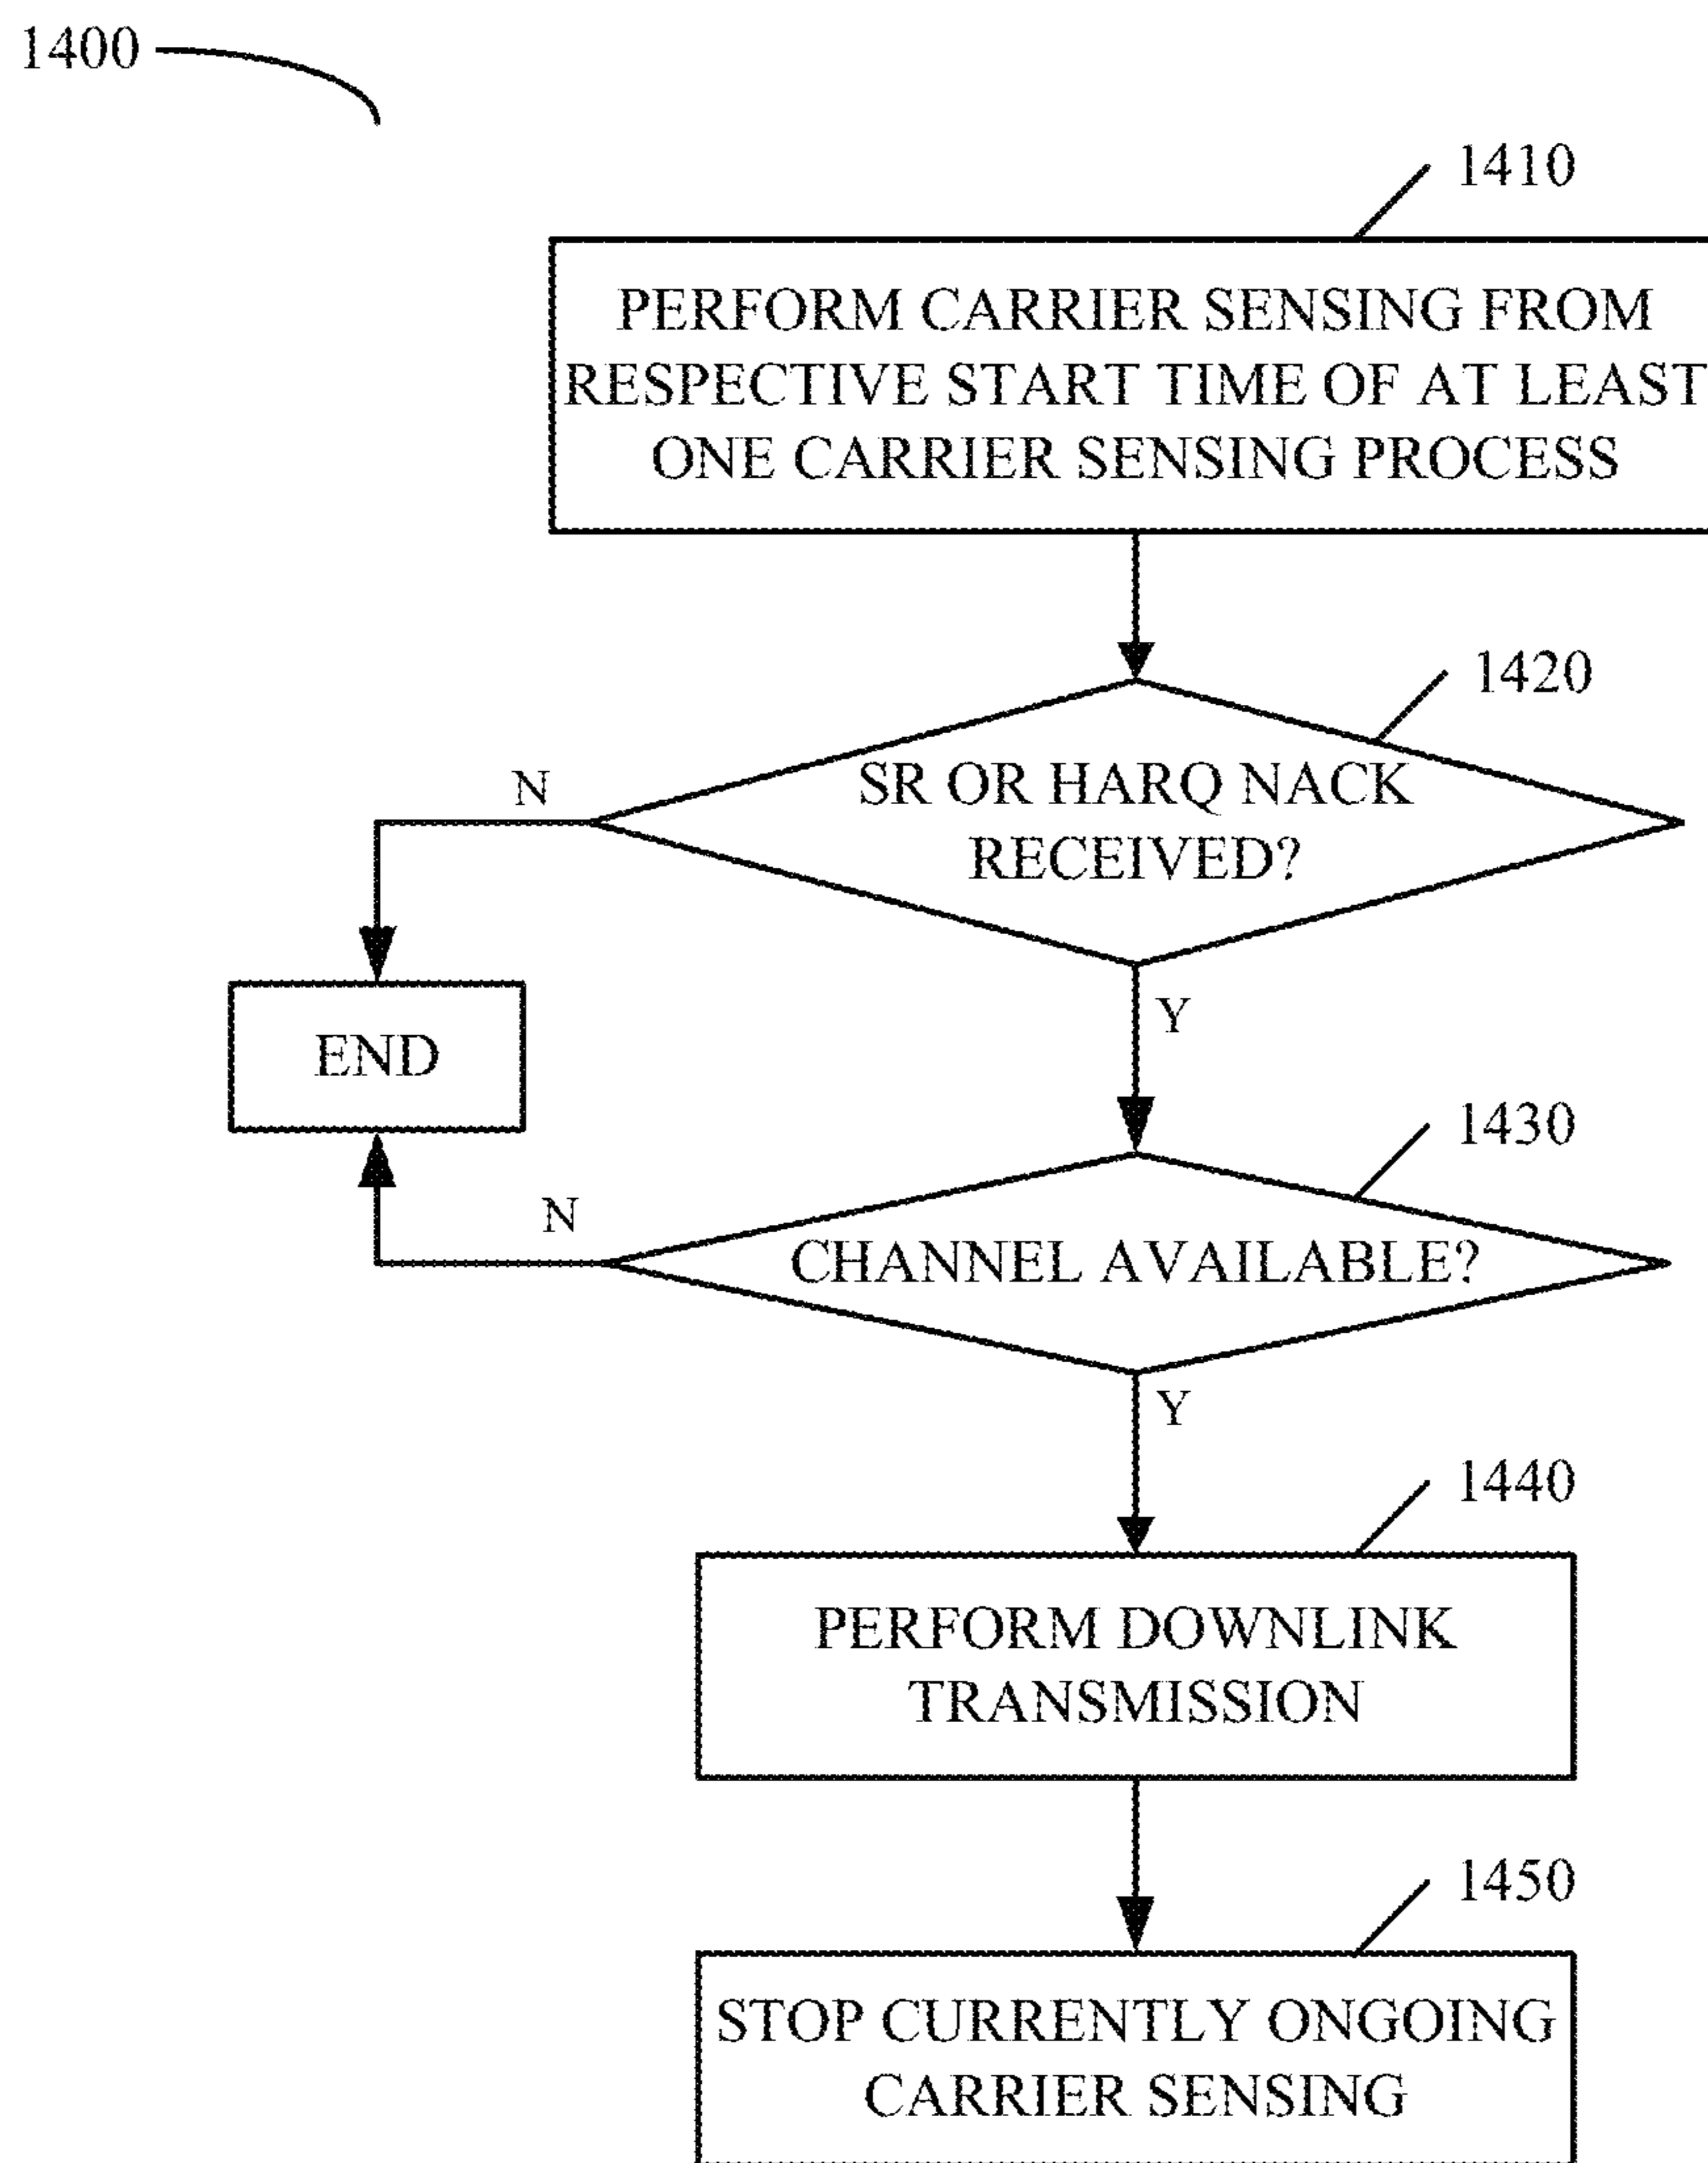 1400
1410
PERFORM CARRIER SENSING FROM
RESPECTIVE START TIME OF AT LEAST
ONE CARRIER SENSING PROCESS
1420
SR OR HARQ NACK
RECEIVED?
N
Y
END
1430
CHANNEL AVAILABLE?
N
Y
1440
PERFORM DOWNLINK
TRANSMISSION
1450
STOP CURRENTLY ONGOING
CARRIER SENSING